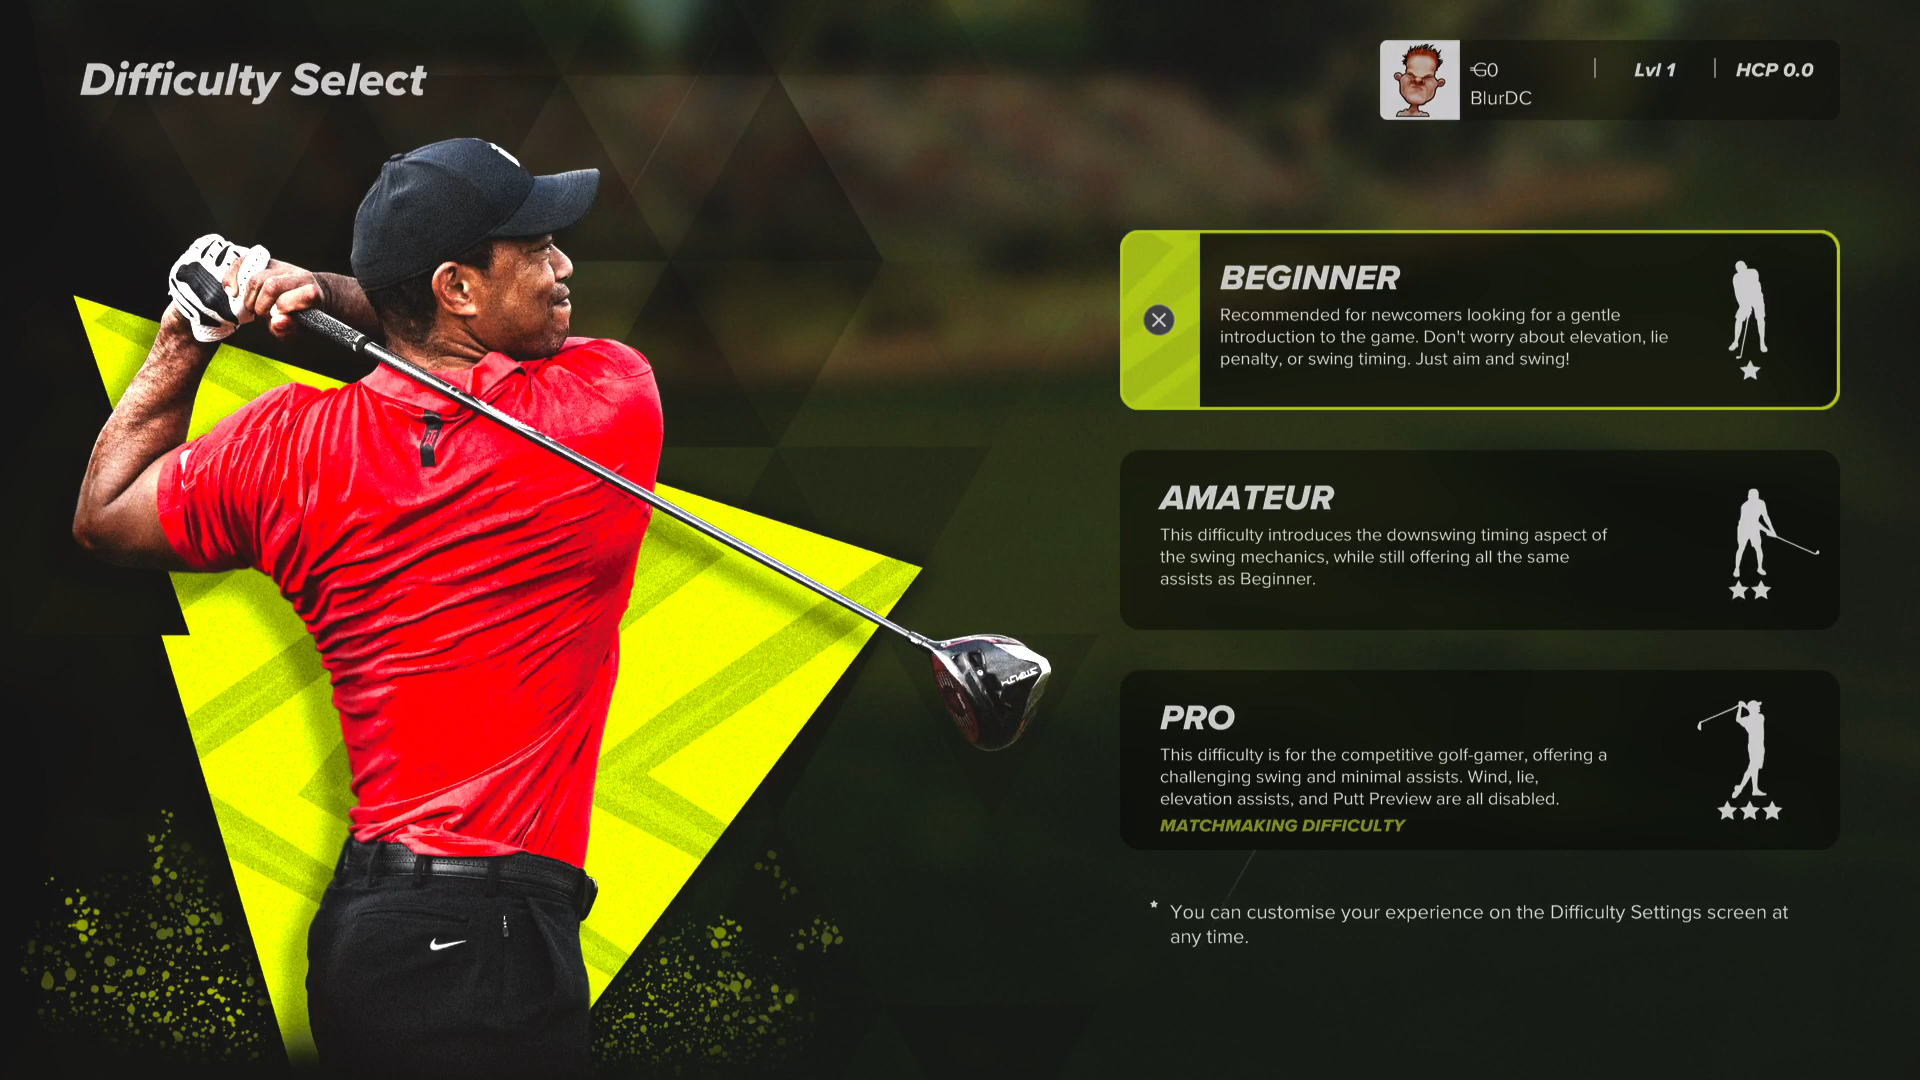 Difficulty Select
G0
BlurDC
Lvl 1
HCP 0.0
BEGINNER
Recommended for newcomers looking for a gentle
introduction to the game. Don't worry about elevation, lie
penalty, or swing timing. Just aim and swing!
AMATEUR
This difficulty introduces the downswing timing aspect of
the swing mechanics, while still offering all the same
assists as Beginner.
PRO
This difficulty is for the competitive golf-gamer, offering a
challenging swing and minimal assists. Wind, lie,
elevation assists, and Putt Preview are all disabled.
MATCHMAKING DIFFICULTY
* You can customise your experience on the Difficulty Settings screen at
any time.